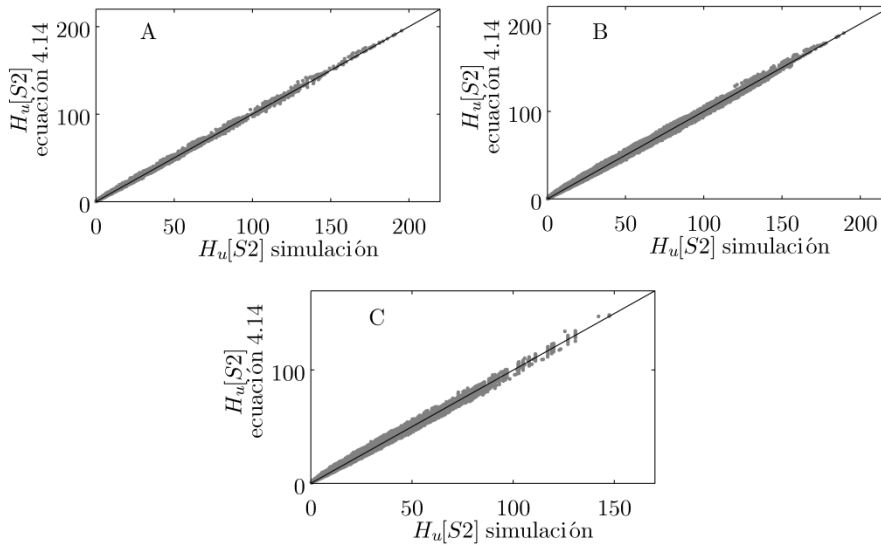 A
H_u[S2]
ecuación 4.14
200
100
0
0 50 100 150 200
H_u[S2] simulación
B
H_u[S2]
ecuación 4.14
200
100
0
0 50 100 150 200
H_u[S2] simulación
C
H_u[S2]
ecuación 4.14
100
0
0 50 100 150
H_u[S2] simulación